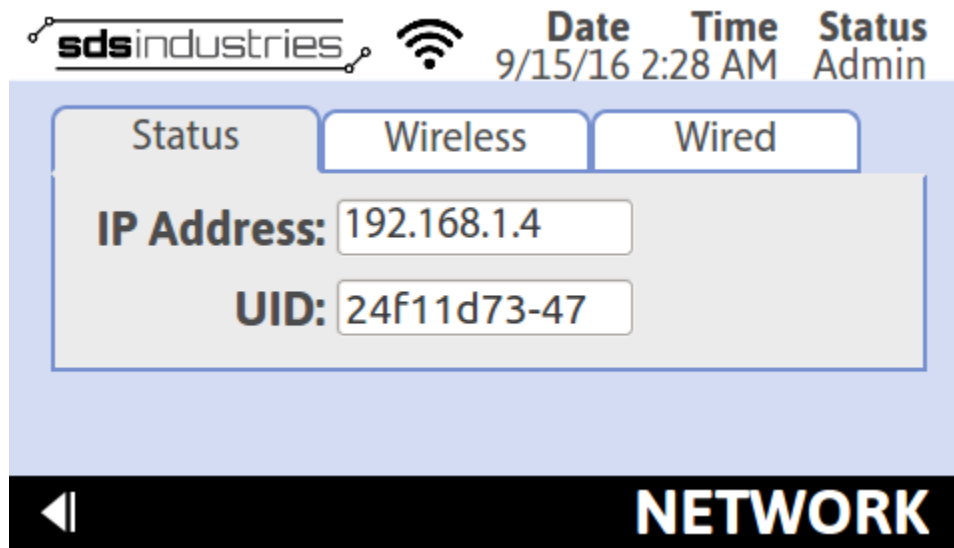 sdsindustries
Date Time Status
9/15/16 2:28 AM Admin
Status Wireless Wired
IP Address: 192.168.1.4
UID: 24f11d73-47
NETWORK